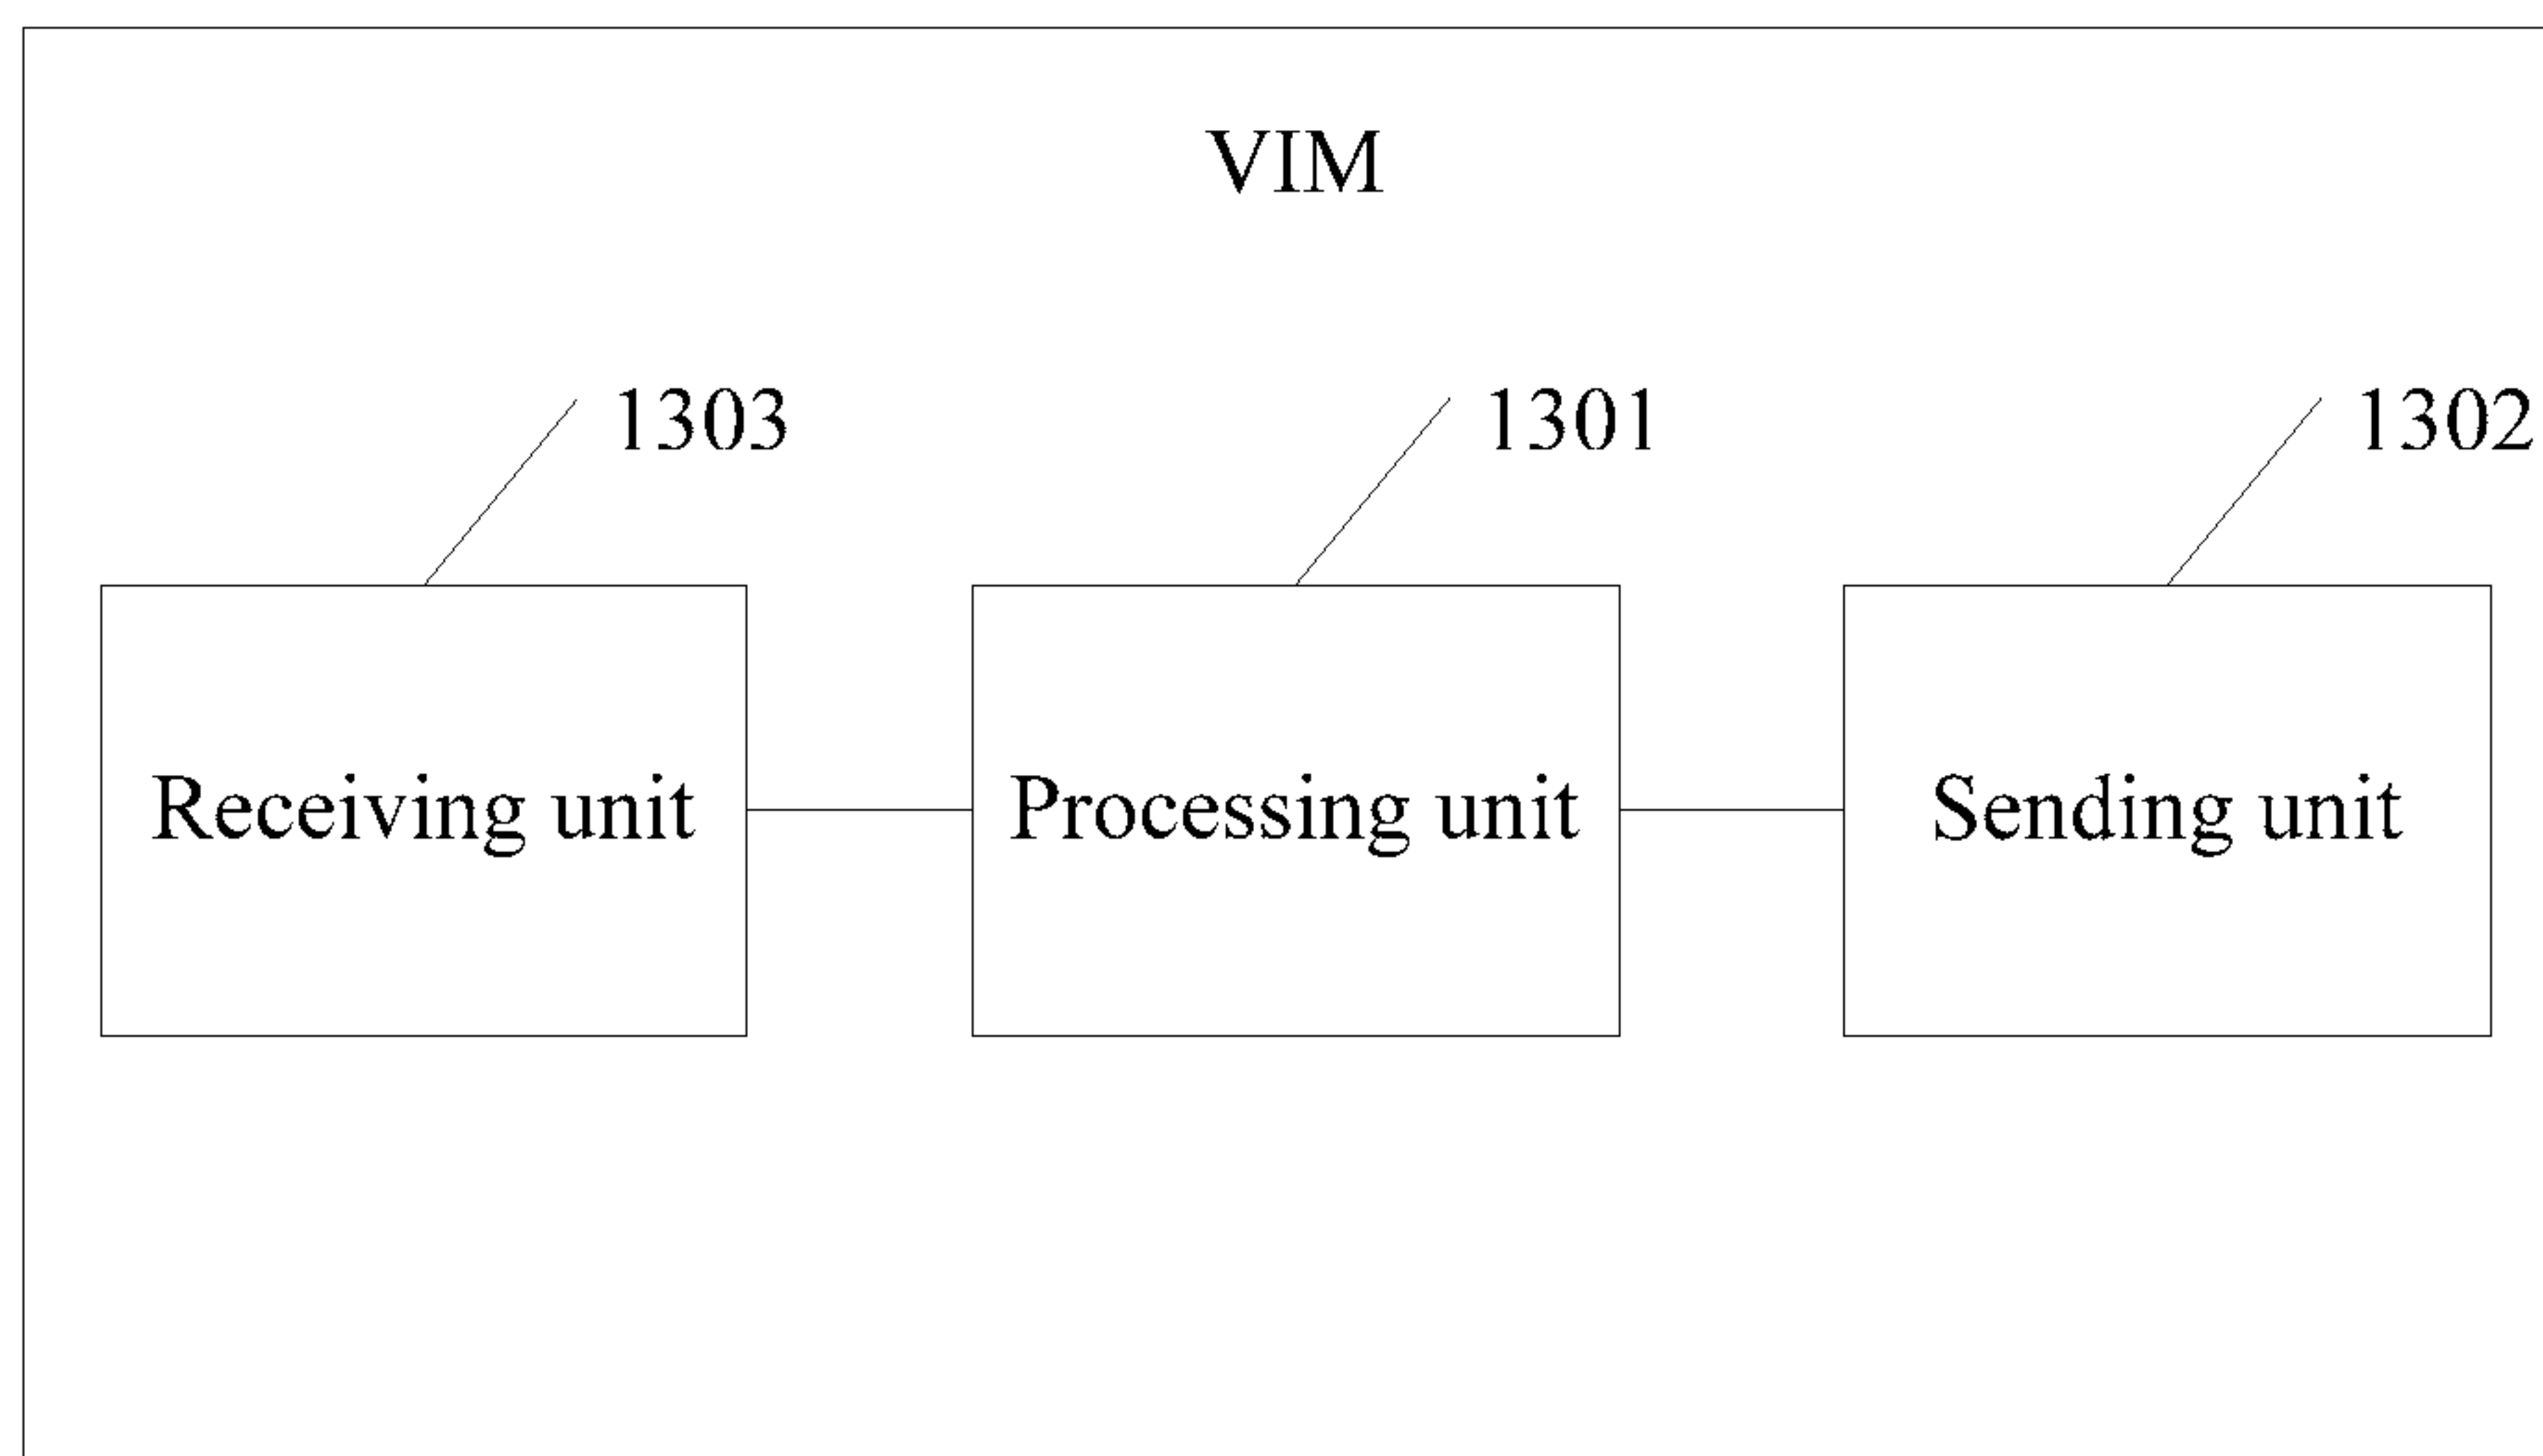 VIM
1303
1301
1302
Receiving unit
Processing unit
Sending unit